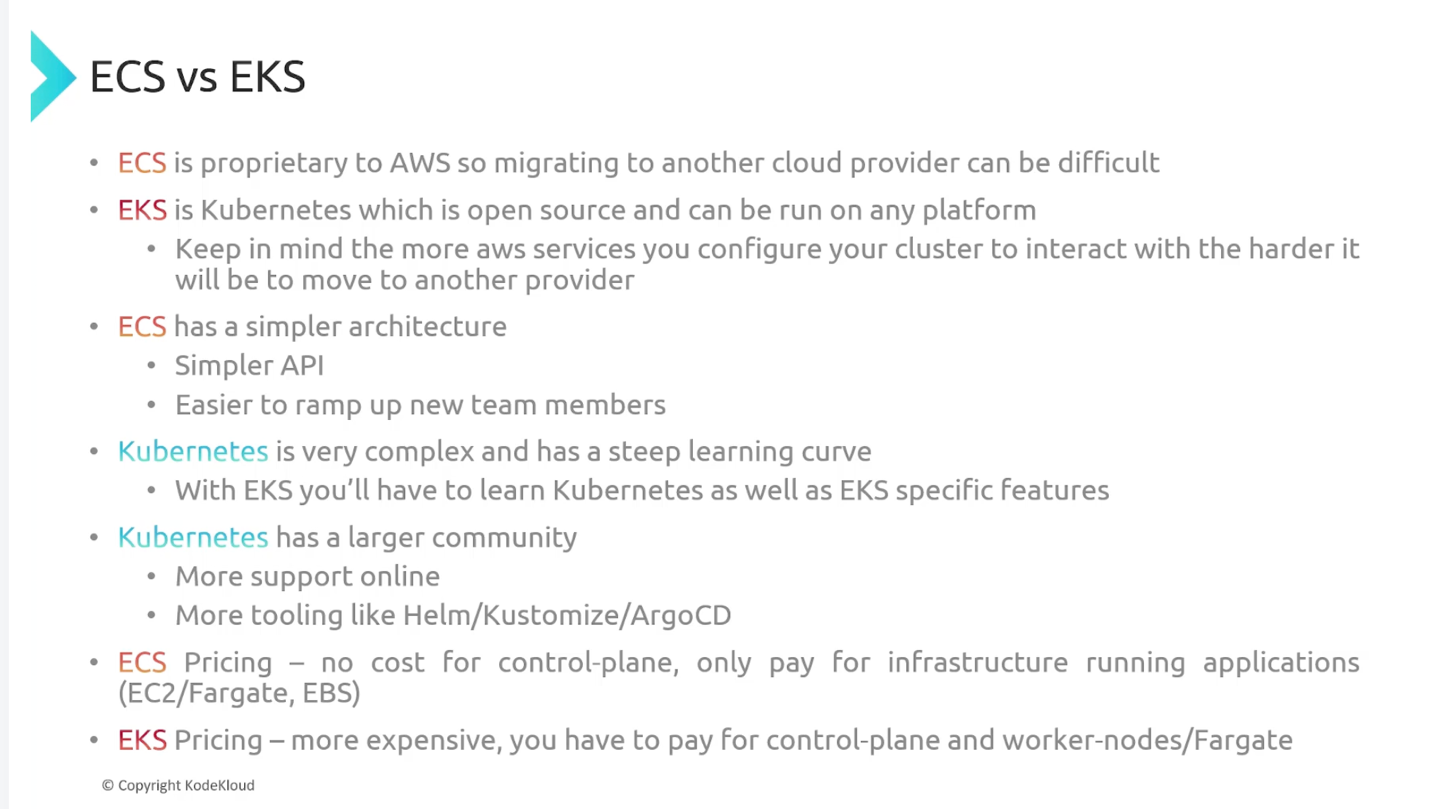 ECS vs EKS
• ECS is proprietary to AWS so migrating to another cloud provider can be difficult
• EKS is Kubernetes which is open source and can be run on any platform
• Keep in mind the more aws services you configure your cluster to interact with the harder it
will be to move to another provider
• ECS has a simpler architecture
• Simpler API
• Easier to ramp up new team members
• Kubernetes is very complex and has a steep learning curve
• With EKS you’ll have to learn Kubernetes as well as EKS specific features
• Kubernetes has a larger community
• More support online
• More tooling like Helm/Kustomize/ArgoCD
• ECS Pricing – no cost for control-plane, only pay for infrastructure running applications
(EC2/Fargate, EBS)
• EKS Pricing – more expensive, you have to pay for control-plane and worker-nodes/Fargate
© Copyright KodeKloud